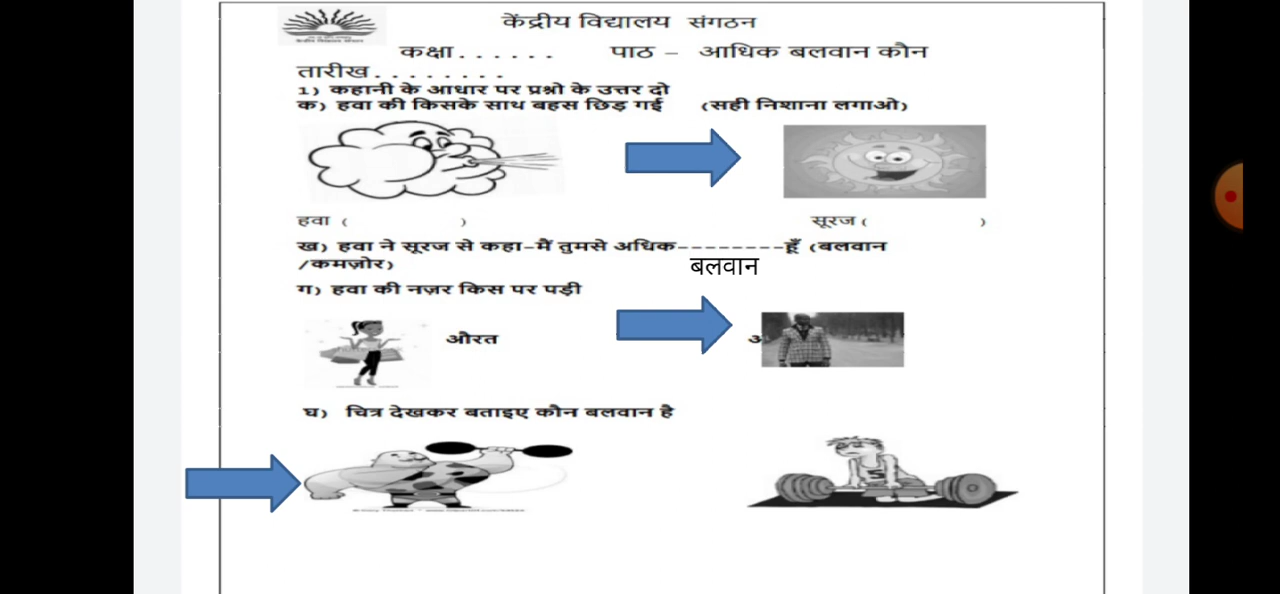 केंद्रीय विद्यालय संगठन
कक्षा . . . . . . पाठ – आधिक बलवान कौन
तारीख . . . . . . . .
1) कहानी के आधार पर प्रश्नो के उत्तर दो
क) हवा की किसके साथ बहस छिड़ गई (सही निशाना लगाओ)
हवा ( ) सूरज ( )
ख) हवा ने सूरज से कहा-मैं तुमसे अधिक--------हूँ (बलवान
/कमज़ोर)
बलवान
ग) हवा की नज़र किस पर पड़ी
औरत
घ) चित्र देखकर बताइए कौन बलवान है